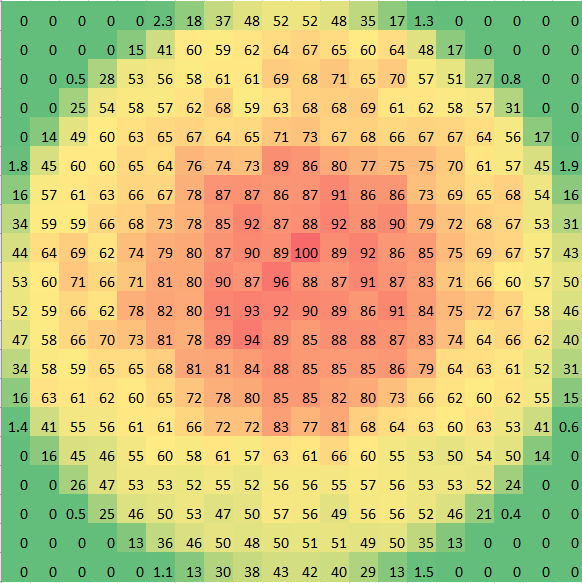 0 0 0 0 0 2.3 18 37 48 52 52 48 35 17 1.3 0 0 0 0 0
0 0 0 0 15 41 60 59 62 64 67 65 60 64 48 17 0 0 0 0
0 0 0.5 28 53 56 58 61 61 69 68 71 65 70 57 51 27 0.8 0 0
0 0 25 54 58 57 62 68 59 63 68 68 69 61 62 58 57 31 0 0
0 14 49 60 63 65 67 64 65 71 73 67 68 66 67 67 64 56 17 0
1.8 45 60 60 65 64 76 74 73 89 86 80 77 75 75 70 61 57 45 1.9
16 57 61 63 66 67 78 87 87 86 87 91 86 86 73 69 65 68 54 16
34 59 59 66 68 73 78 85 92 87 88 92 88 90 79 72 68 67 53 31
44 64 69 62 74 79 80 87 90 89 100 89 92 86 85 75 69 67 57 43
53 60 71 66 71 81 80 90 87 96 88 87 91 87 83 71 66 60 57 50
52 59 66 62 78 82 80 91 93 92 90 89 86 91 84 75 72 67 58 46
47 58 66 70 73 81 78 89 94 89 85 88 88 87 83 74 64 66 62 40
34 58 59 65 65 68 81 81 84 88 85 85 88 86 79 64 63 61 52 31
16 63 61 62 60 65 72 78 80 85 85 82 80 73 66 62 60 62 55 15
1.4 41 55 56 61 61 66 72 72 83 77 81 68 64 63 60 63 53 41 0.6
0 16 45 46 55 60 58 61 57 63 61 66 60 55 53 50 54 50 14 0
0 0 26 47 53 53 52 55 52 56 56 55 57 56 53 53 52 24 0 0
0 0 0.5 25 46 50 53 47 50 57 56 49 56 56 52 46 21 0.4 0 0
0 0 0 0 13 36 46 50 48 50 51 51 49 50 35 13 0 0 0 0
0 0 0 0 0 1.1 13 30 38 43 42 40 29 13 1.5 0 0 0 0 0